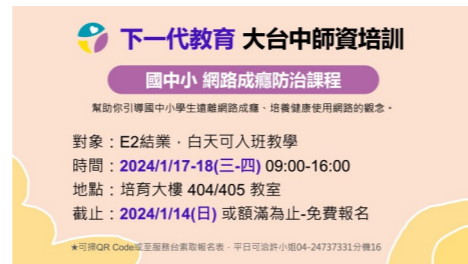 下一代教育 大台中師資培訓
國中小 網路成癮防治課程
幫助你引導國中小學生遠離網路成癮、培養健康使用網路的觀念。
對象：E2結業，白天可入班教學
時間：2024/1/17-18(三-四) 09:00-16:00
地點：培育大樓 404/405 教室
截止：2024/1/14(日) 或額滿為止-免費報名
★可掃QR Code或至服務台索取報名表，平日可洽許小姐04-24737331分機16